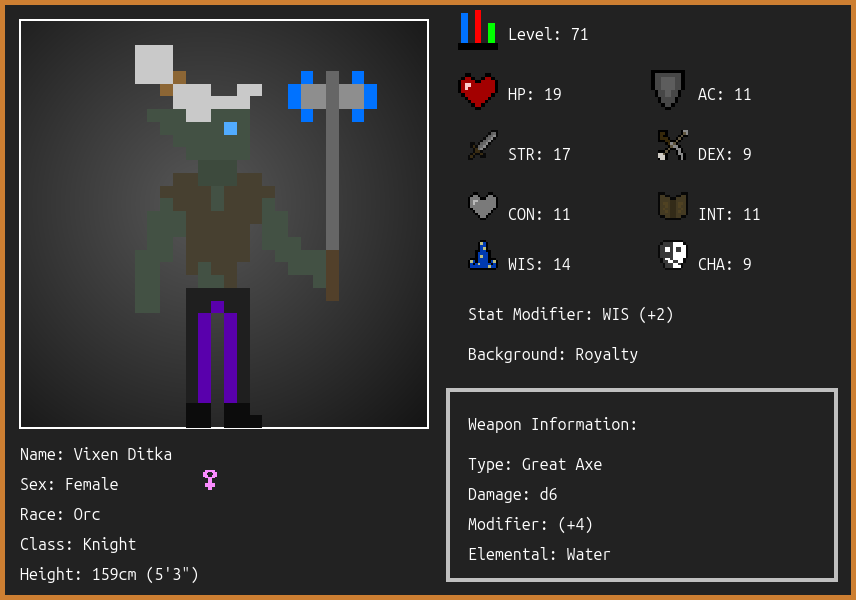 Level: 71
HP: 19
AC: 11
STR: 17
DEX: 9
CON: 11
INT: 11
WIS: 14
CHA: 9
Stat Modifier: WIS (+2)
Background: Royalty
Weapon Information:
Type: Great Axe
Damage: d6
Modifier: (+4)
Elemental: Water
Name: Vixen Ditka
Sex: Female
Race: Orc
Class: Knight
Height: 159cm (5'3")